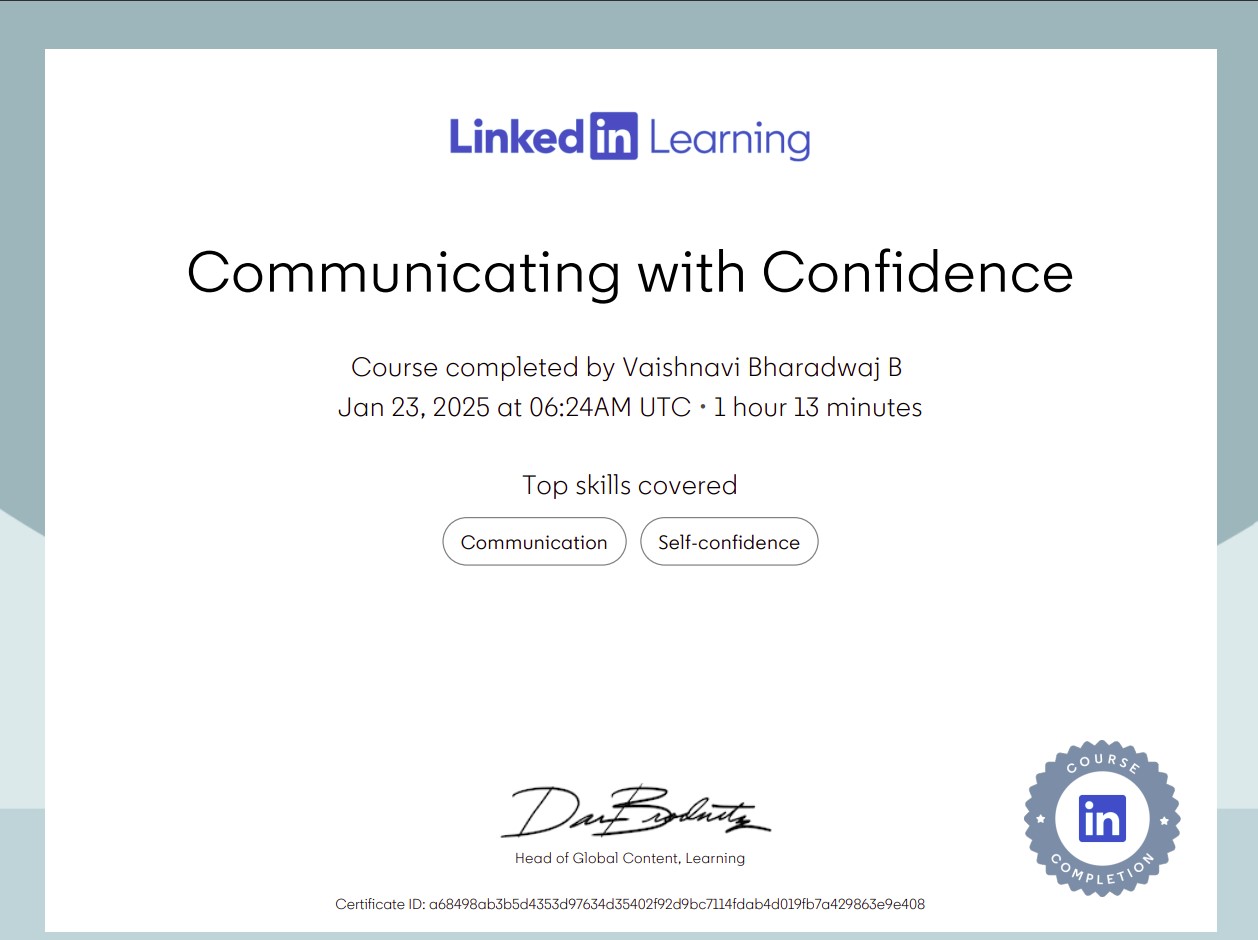 Linkedin Learning
Communicating with Confidence
Course completed by Vaishnavi Bharadwaj B
Jan 23, 2025 at 06:24AM UTC • 1 hour 13 minutes
Top skills covered
Communication Self-confidence
Dan Brodnitz
Head of Global Content, Learning
COURSE
in
COMPLETION
Certificate ID: a68498ab3b5d4353d97634d35402f92d9bc7114fdab4d019fb7a429863e9e408